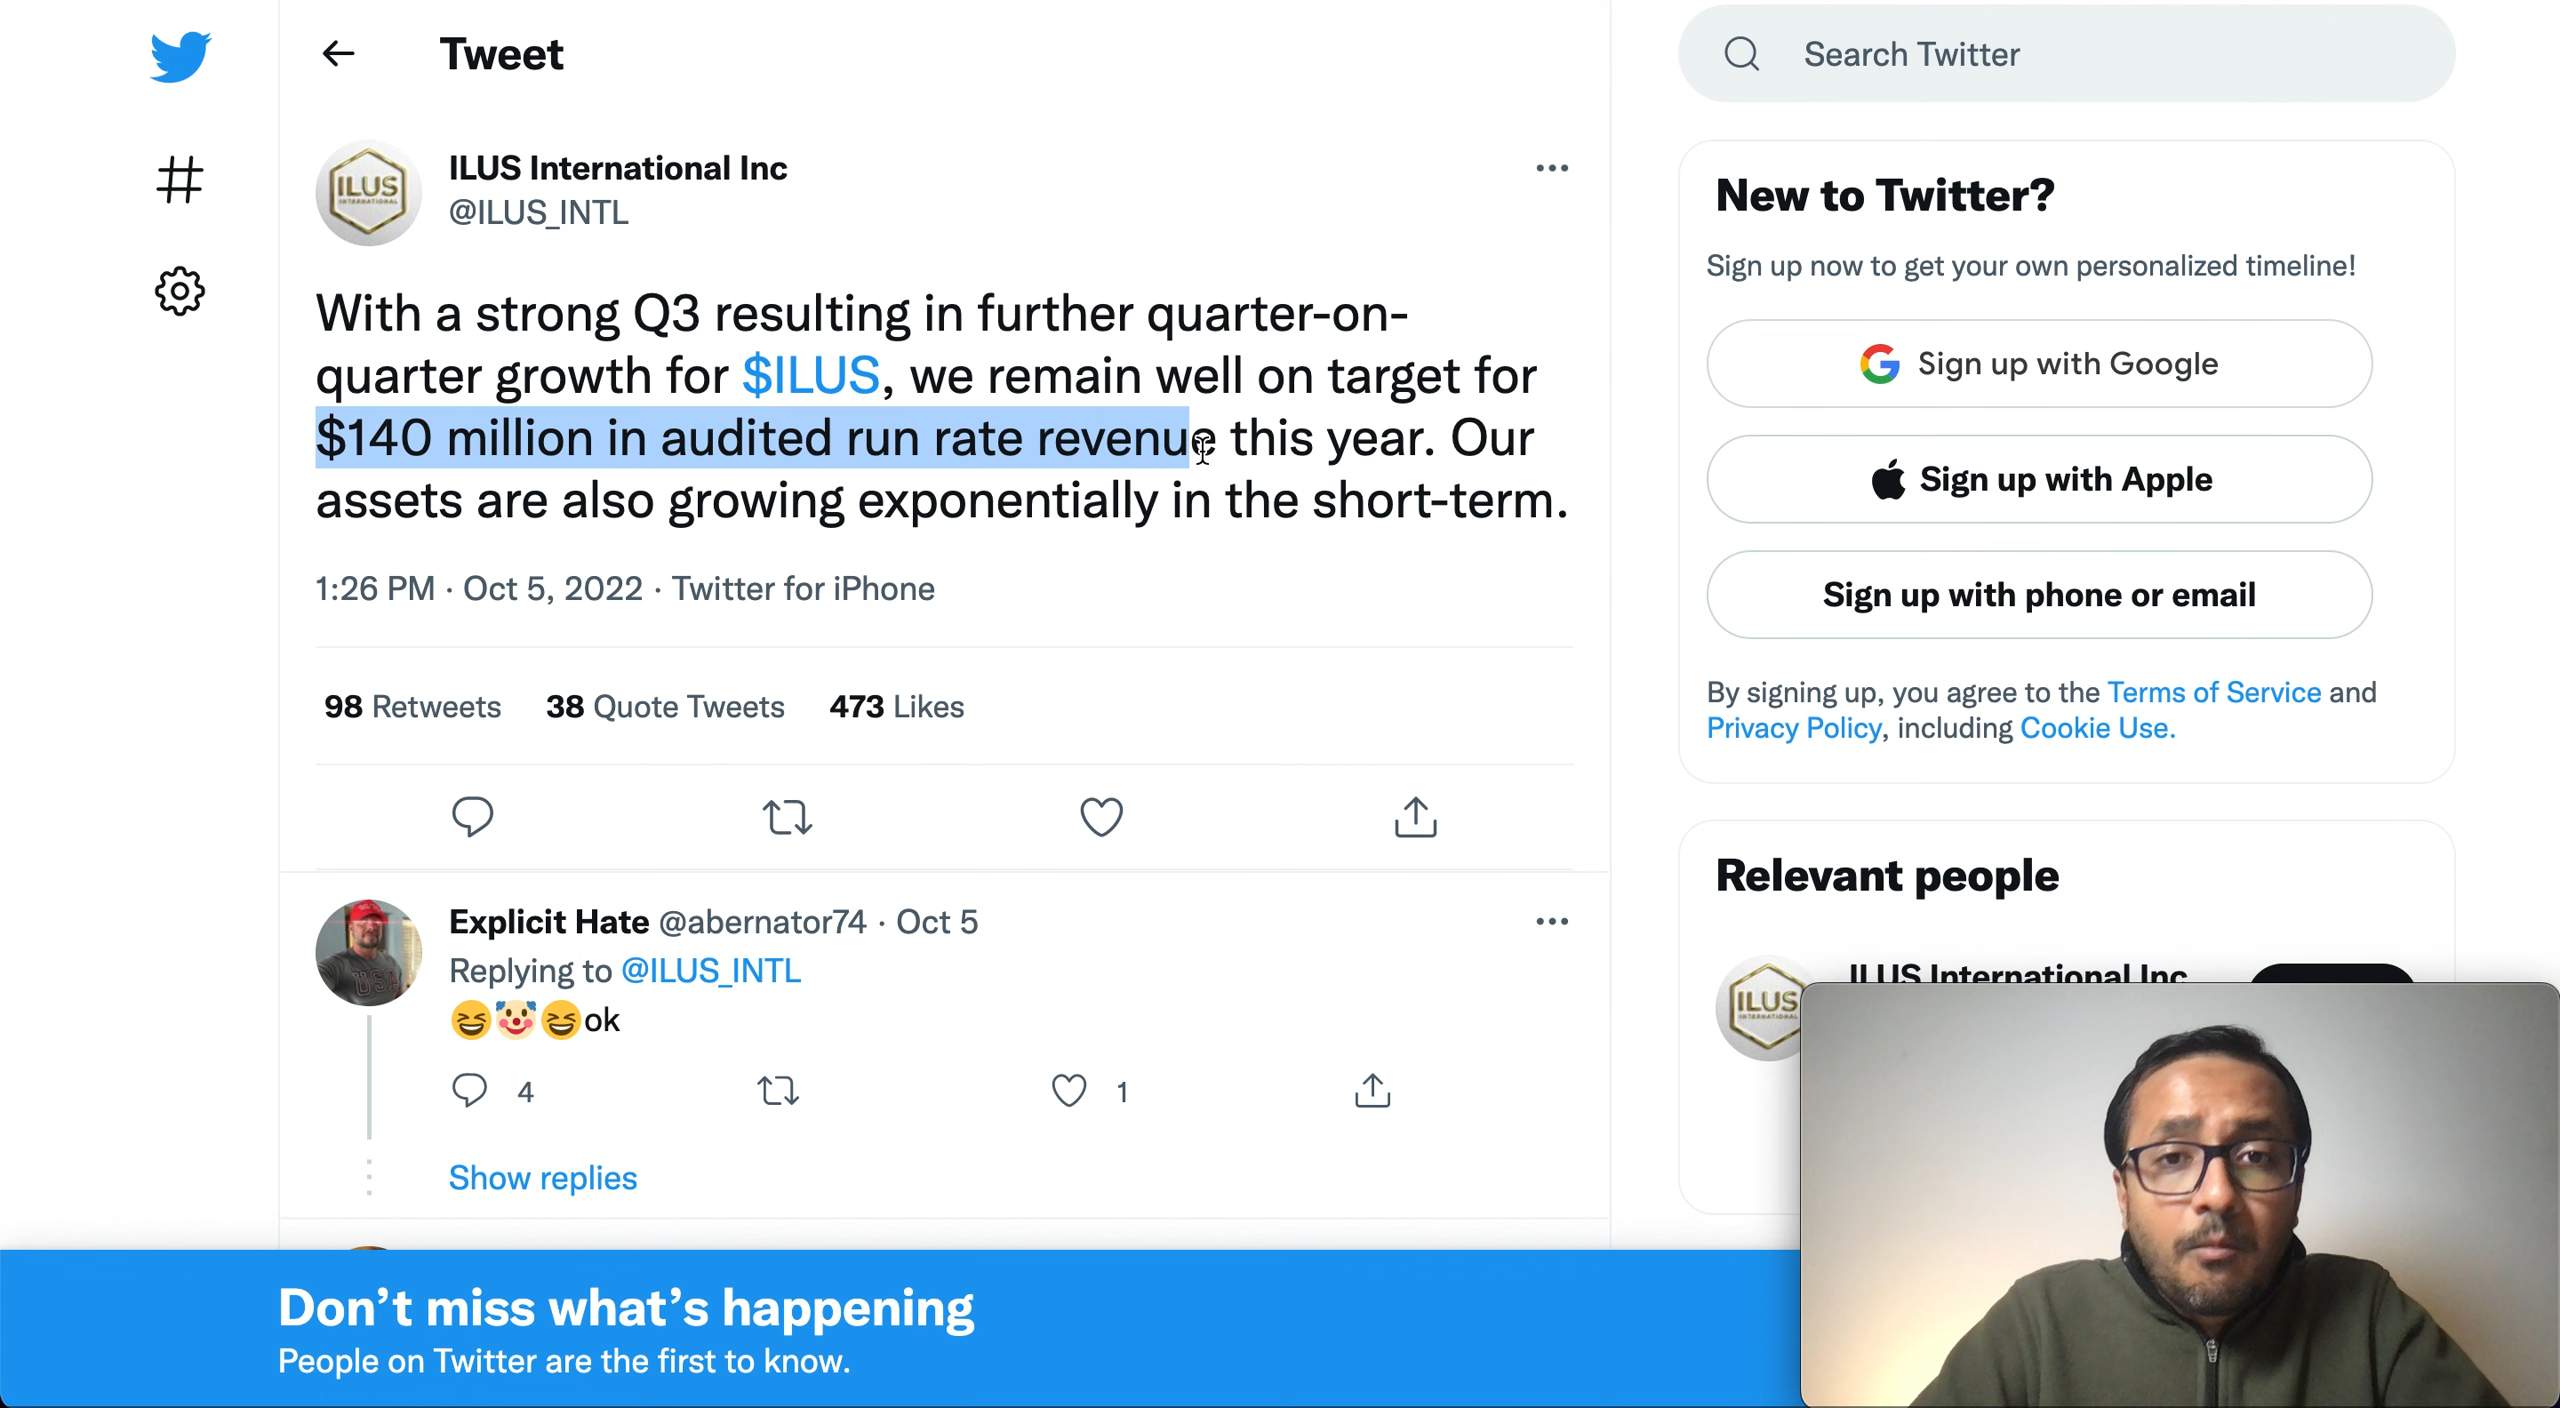 Tweet
Search Twitter
ILUS International Inc
@ILUS_INTL
ILUS
INTERNATIONAL
With a strong Q3 resulting in further quarter-on-
quarter growth for $ILUS, we remain well on target for
$140 million in audited run rate revenue this year. Our
assets are also growing exponentially in the short-term.
1:26 PM · Oct 5, 2022 · Twitter for iPhone
98 Retweets 38 Quote Tweets 473 Likes
Explicit Hate @abernator74 · Oct 5
Replying to @ILUS_INTL
😆🤡😆ok
USA
4
1
Show replies
New to Twitter?
Sign up now to get your own personalized timeline!
Sign up with Google
Sign up with Apple
Sign up with phone or email
By signing up, you agree to the Terms of Service and
Privacy Policy, including Cookie Use.
Relevant people
ILUS International Inc
ILUS
INTERNATIONAL
Don't miss what's happening
People on Twitter are the first to know.